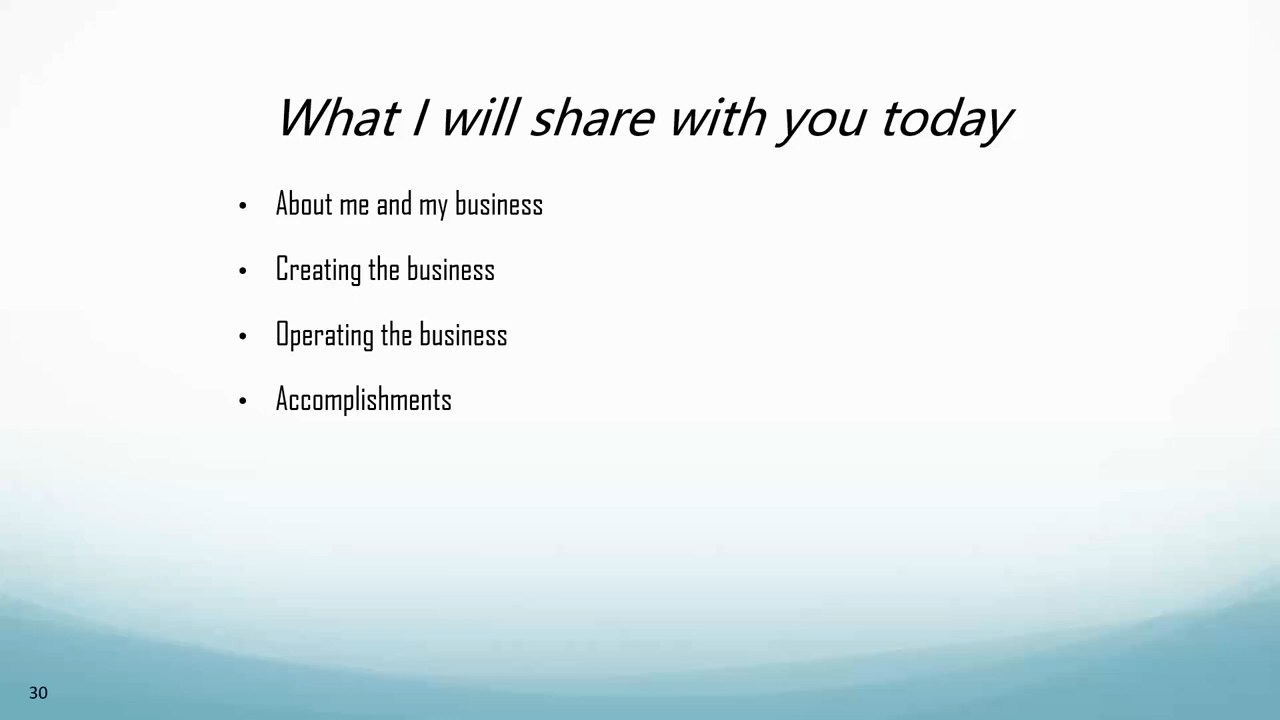 What I will share with you today
• About me and my business
• Creating the business
• Operating the business
• Accomplishments
30